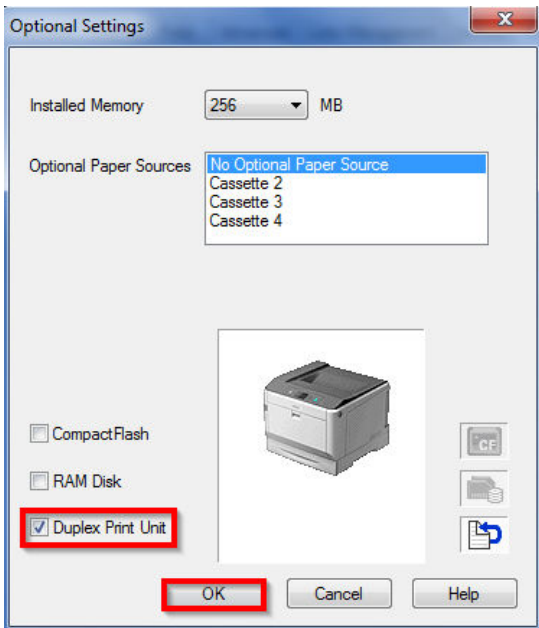 Optional Settings
Installed Memory 256 MB
Optional Paper Sources No Optional Paper Source
Cassette 2
Cassette 3
Cassette 4
CompactFlash
CF
RAM Disk
Duplex Print Unit
OK Cancel Help